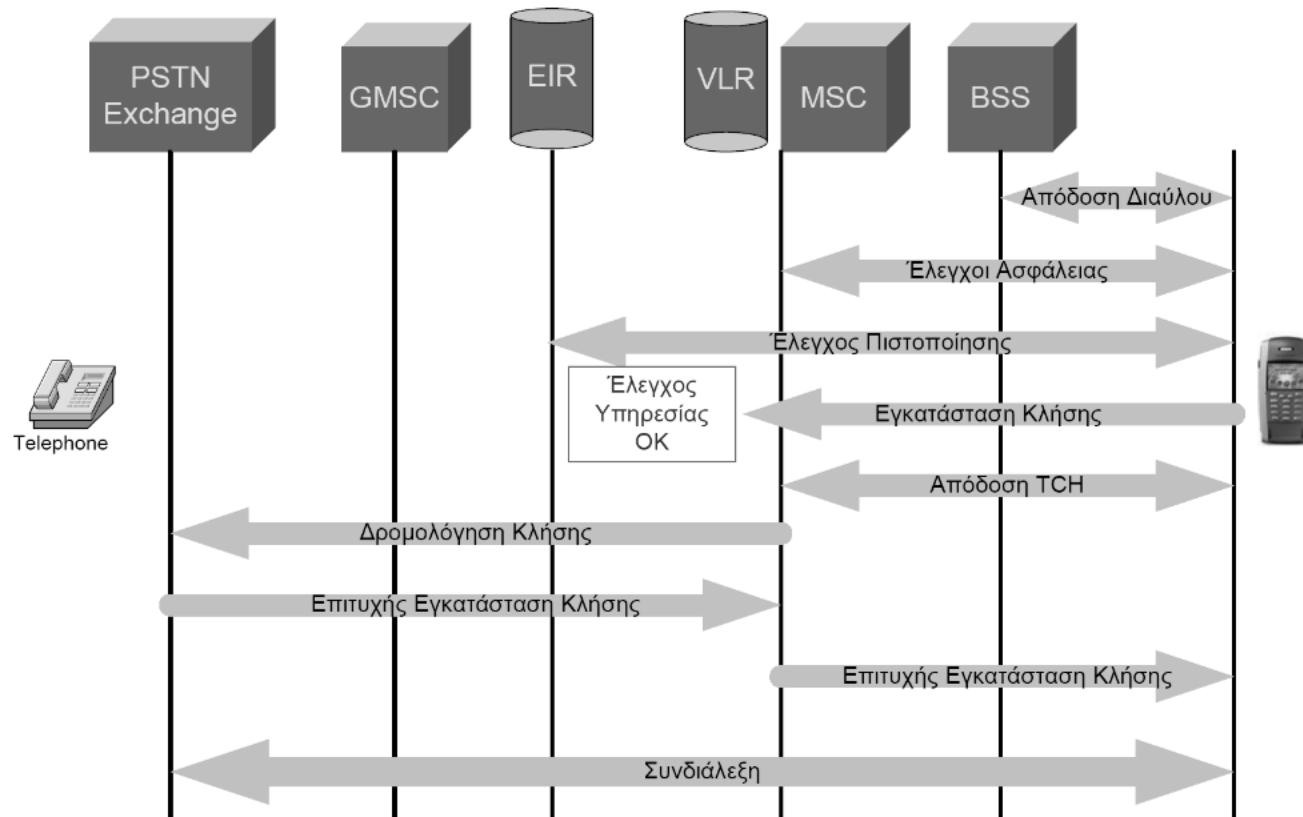 PSTN
Exchange
GMSC
EIR
VLR
MSC
BSS
Απόδοση Διαύλου
Έλεγχοι Ασφάλειας
Έλεγχος Πιστοποίησης
Telephone
Έλεγχος
Υπηρεσίας
ΟΚ
Εγκατάσταση Κλήσης
Απόδοση TCH
Δρομολόγηση Κλήσης
Επιτυχής Εγκατάσταση Κλήσης
Επιτυχής Εγκατάσταση Κλήσης
Συνδιάλεξη